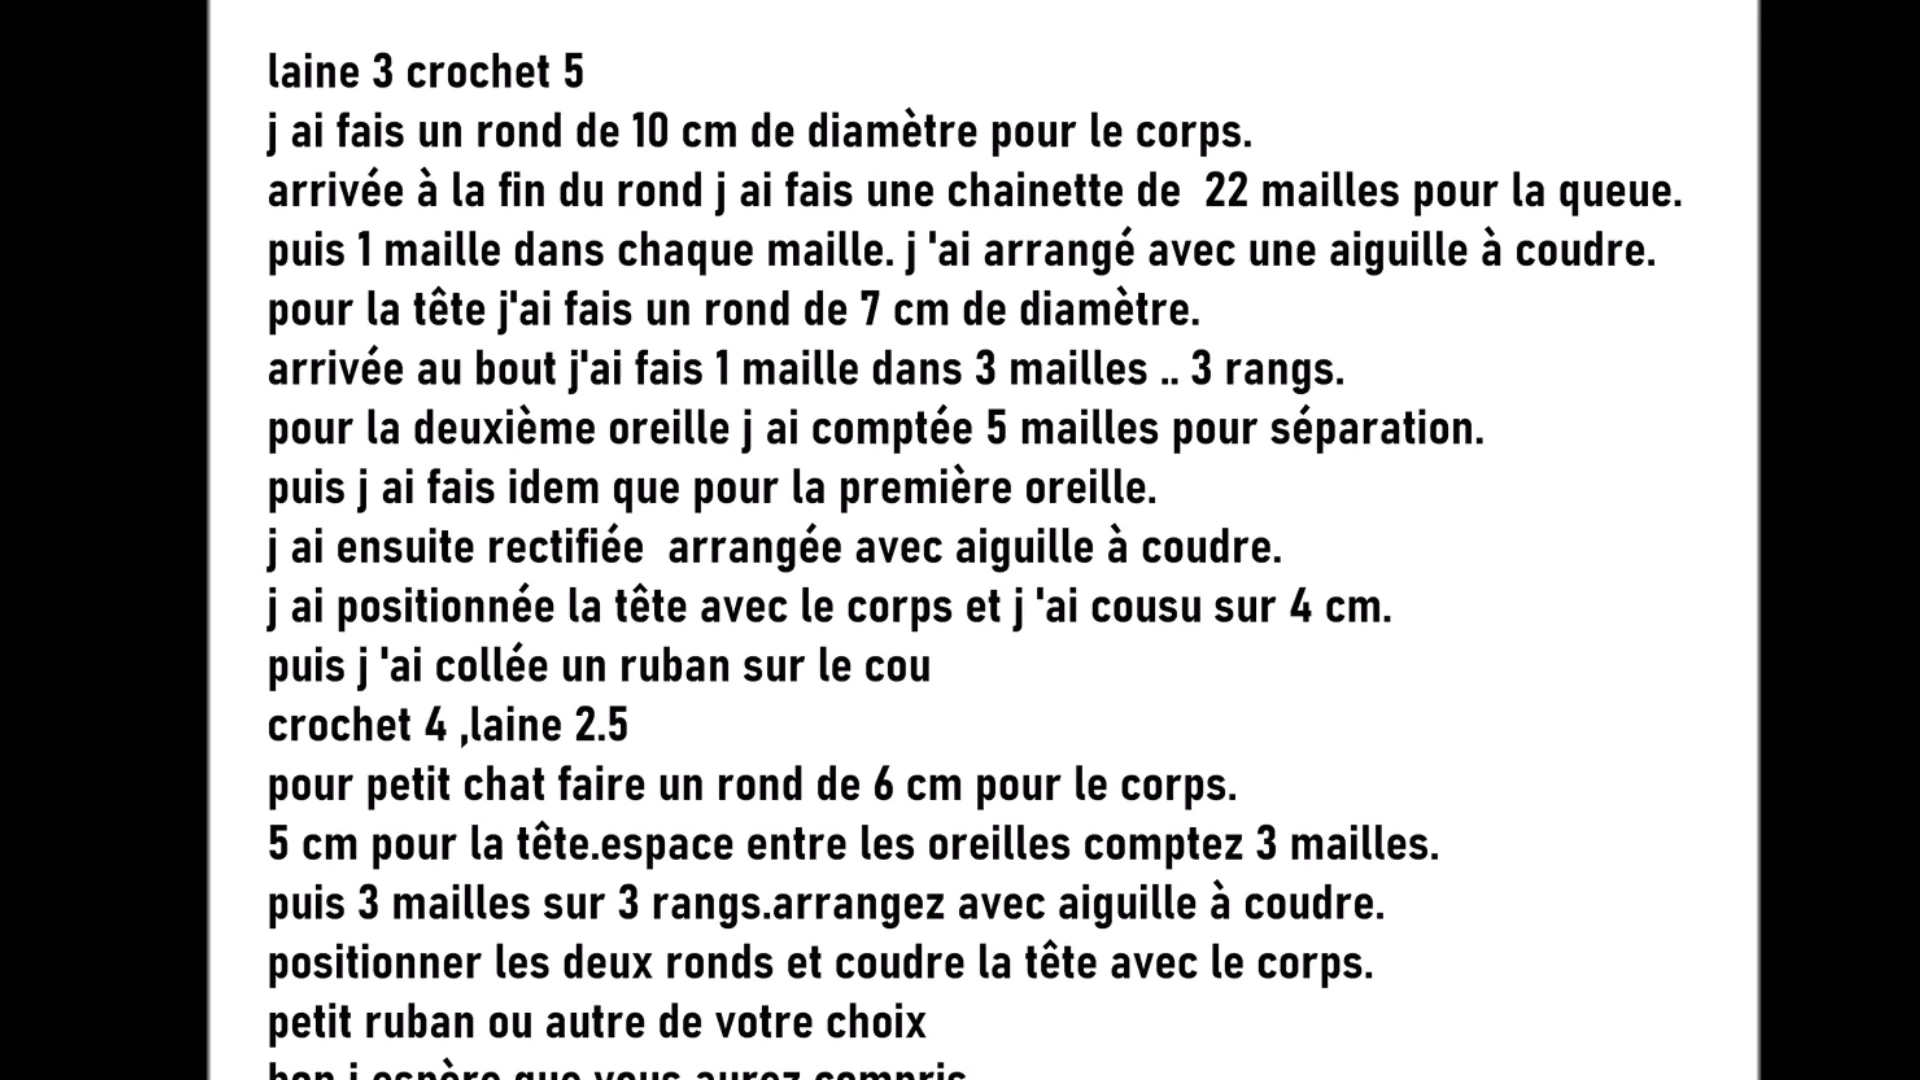 laine 3 crochet 5
j ai fais un rond de 10 cm de diamètre pour le corps.
arrivée à la fin du rond j ai fais une chainette de  22 mailles pour la queue.
puis 1 maille dans chaque maille. j 'ai arrangé avec une aiguille à coudre.
pour la tête j'ai fais un rond de 7 cm de diamètre.
arrivée au bout j'ai fais 1 maille dans 3 mailles .. 3 rangs.
pour la deuxième oreille j ai comptée 5 mailles pour séparation.
puis j ai fais idem que pour la première oreille.
j ai ensuite rectifiée  arrangée avec aiguille à coudre.
j ai positionnée la tête avec le corps et j 'ai cousu sur 4 cm.
puis j 'ai collée un ruban sur le cou
crochet 4 ,laine 2.5
pour petit chat faire un rond de 6 cm pour le corps.
5 cm pour la tête.espace entre les oreilles comptez 3 mailles.
puis 3 mailles sur 3 rangs.arrangez avec aiguille à coudre.
positionner les deux ronds et coudre la tête avec le corps.
petit ruban ou autre de votre choix
bon j espère que vous aurez compris